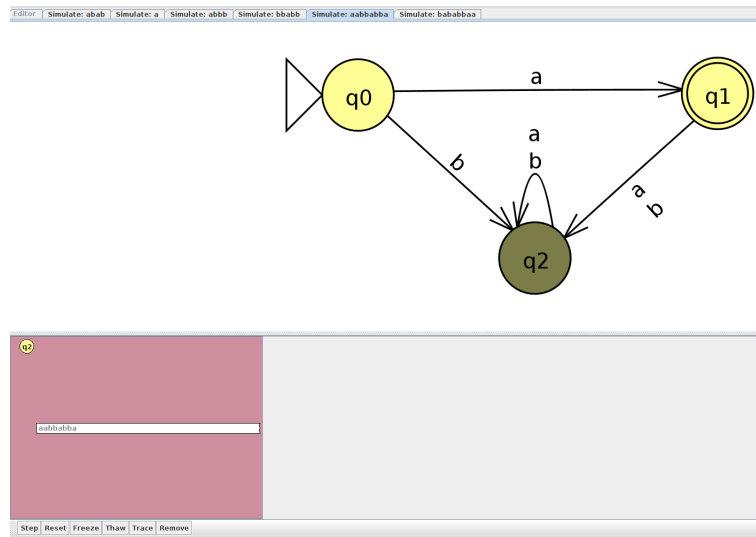 Editor Simulate: abab Simulate: a Simulate: abbb Simulate: bbabb Simulate: aabbabba Simulate: bababbaa
a
q0
q1
a
b
b
a
b
q2
q2
aabbabba
Step Reset Freeze Thaw Trace Remove